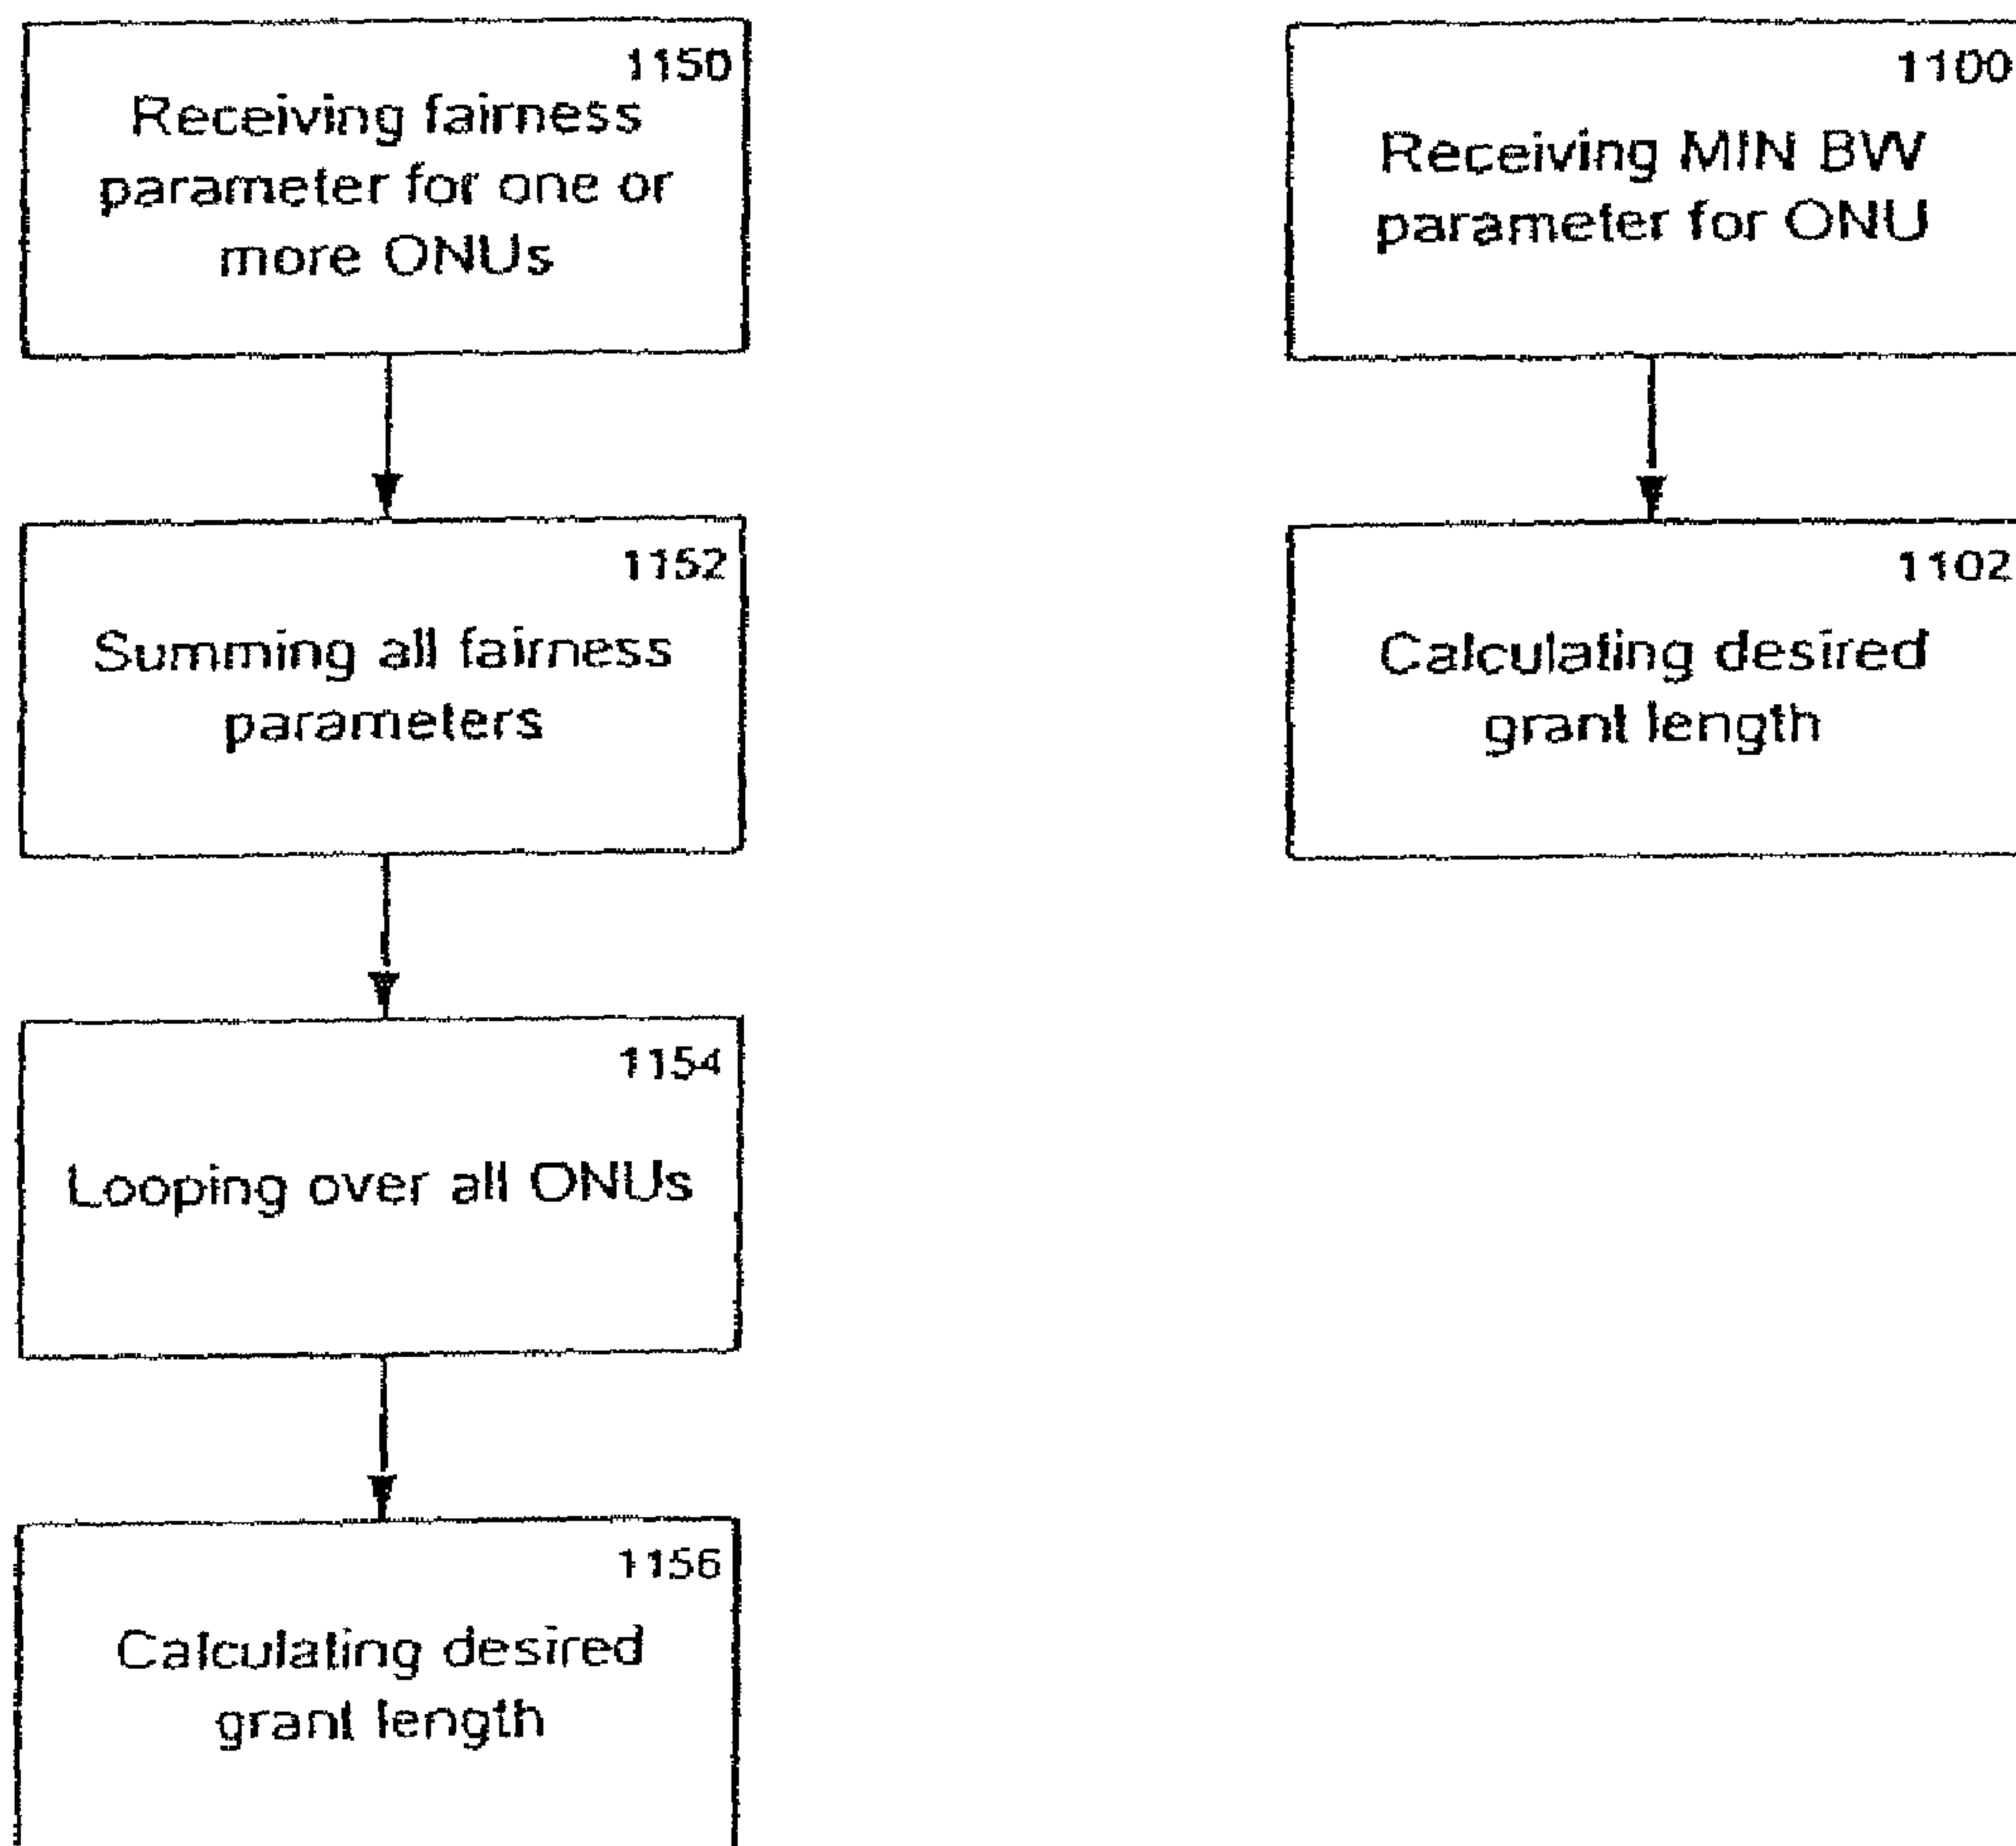 1150
Receiving fairness
parameter for one or
more ONUs
1152
Summing all fairness
parameters
1154
Looping over all ONUs
1156
Calculating desired
grant length
1100
Receiving MIN BW
parameter for ONU
1102
Calculating desired
grant length